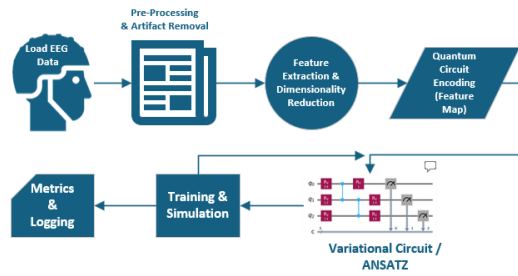 Load EEG
Data
Pre-Processing
& Artifact Removal
Feature
Extraction &
Dimensionality
Reduction
Quantum
Circuit
Encoding
(Feature
Map)
Metrics
&
Logging
Training &
Simulation
Variational Circuit /
ANSATZ